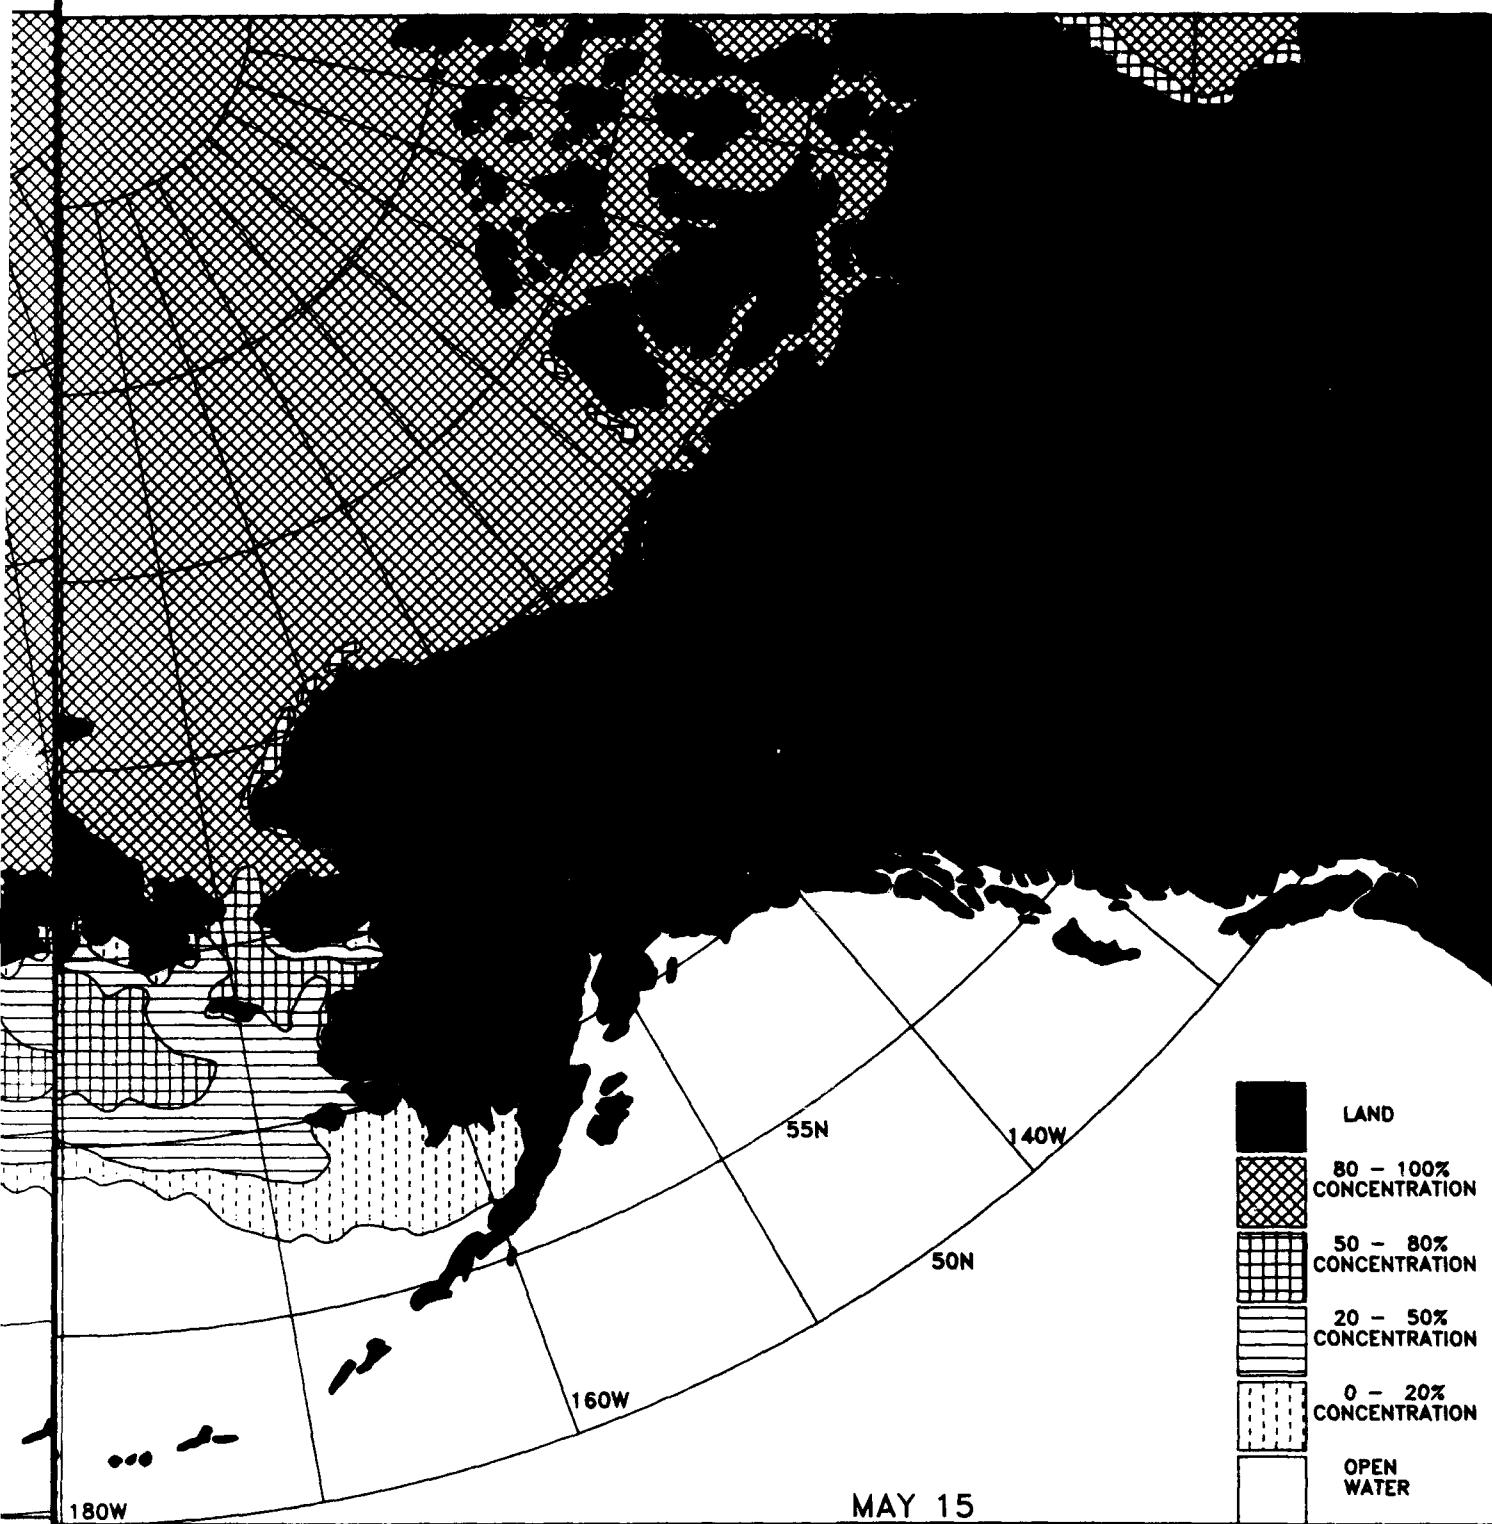 55N
140W
50N
160W
180W
MAY 15
LAND
80 - 100%
CONCENTRATION
50 - 80%
CONCENTRATION
20 - 50%
CONCENTRATION
0 - 20%
CONCENTRATION
OPEN
WATER